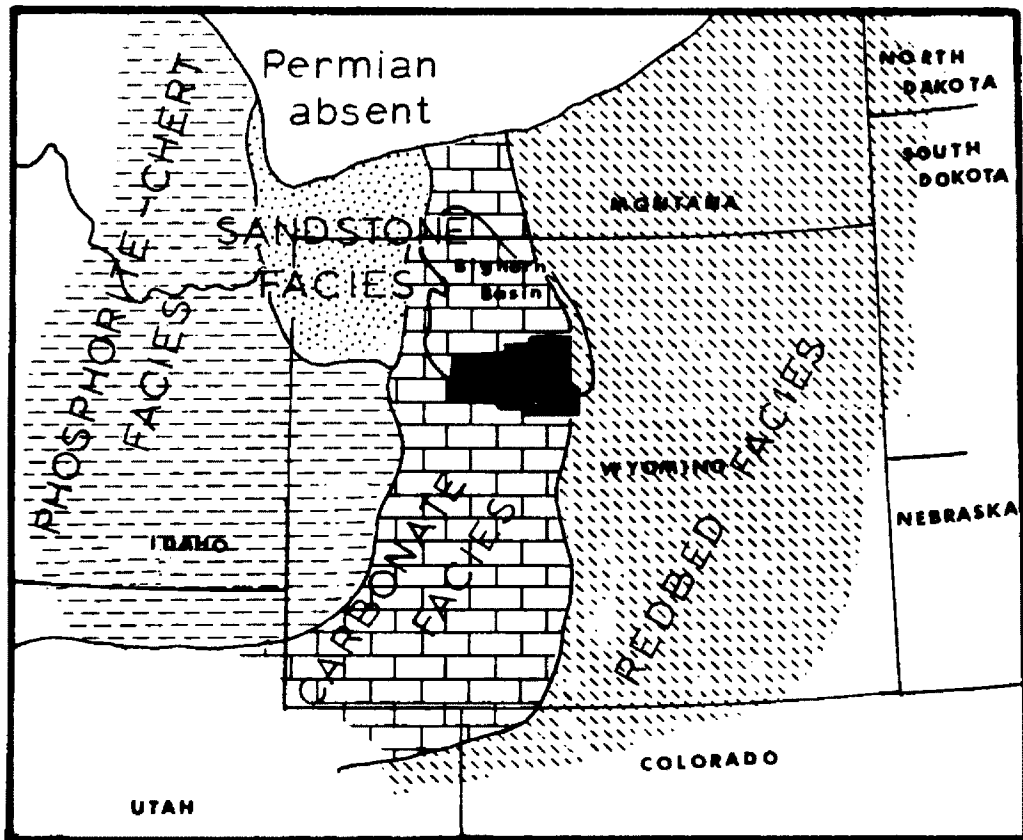 Permian
absent
NORTH
DAKOTA
SOUTH
DOKOTA
MONTANA
PHOSPHORITE-CHERT
FACIES
SANDSTONE
FACIES
Bighorn
Basin
WYOMING
REDBED FACIES
CARBONATE
FACIES
IDAHO
NEBRASKA
COLORADO
UTAH